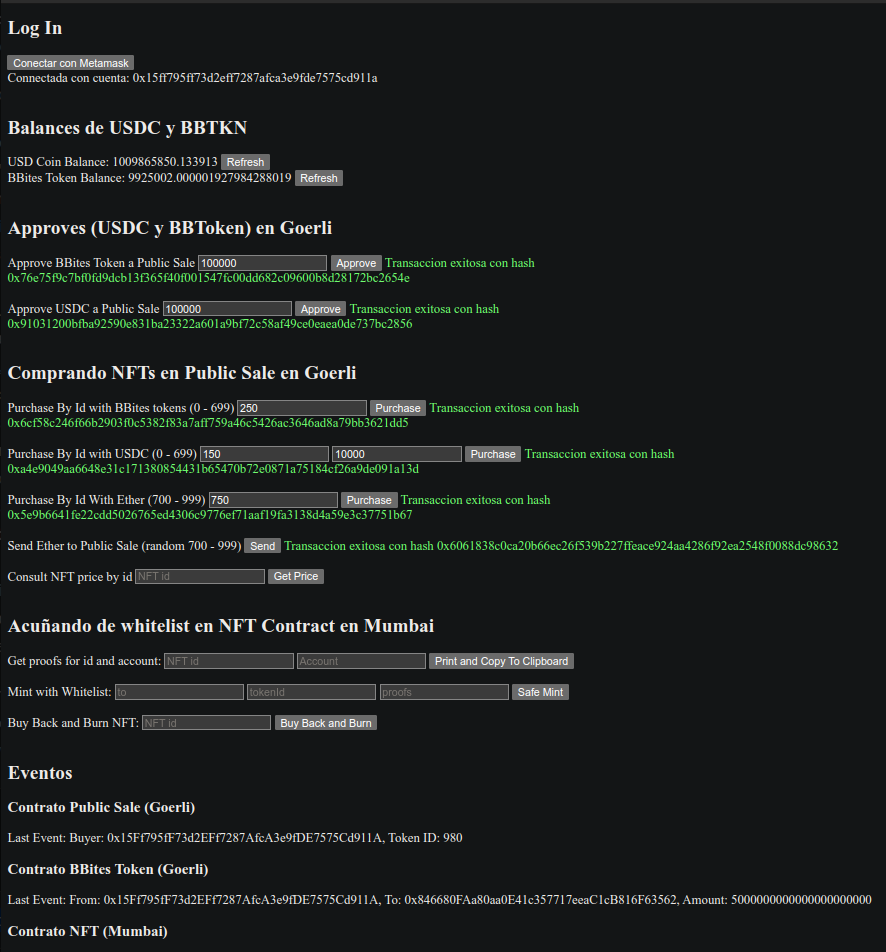 Log In
Conectar con Metamask
Connectada con cuenta: 0x15ff795ff73d2eff7287afca3e9fde7575cd911a
Balances de USDC y BBTKN
USD Coin Balance: 1009865850.133913 Refresh
BBites Token Balance: 9925002.000001927984288019 Refresh
Approves (USDC y BBToken) en Goerli
Approve BBites Token a Public Sale 100000 Approve Transaccion exitosa con hash
0x76e75f9c7bf0fd9dcb13f365f40f001547fc00dd682c09600b8d28172bc2654e
Approve USDC a Public Sale 100000 Approve Transaccion exitosa con hash
0x91031200bfba92590e831ba23322a601a9bf72c58af49ce0eaea0de737bc2856
Comprando NFTs en Public Sale en Goerli
Purchase By Id with BBites tokens (0 - 699) 250 Purchase Transaccion exitosa con hash
0x6cf58c246f66b2903f0c5382f83a7aff759a46c5426ac3646ad8a79bb3621dd5
Purchase By Id with USDC (0 - 699) 150 10000 Purchase Transaccion exitosa con hash
0xa4e9049aa6648e31c171380854431b65470b72e0871a75184cf26a9de091a13d
Purchase By Id With Ether (700 - 999) 750 Purchase Transaccion exitosa con hash
0x5e9b6641fe22cdd5026765ed4306c9776ef71aaf19fa3138d4a59e3c37751b67
Send Ether to Public Sale (random 700 - 999) Send Transaccion exitosa con hash 0x6061838c0ca20b66ec26f539b227ffeace924aa4286f92ea2548f0088dc98632
Consult NFT price by id NFT id Get Price
Acuñando de whitelist en NFT Contract en Mumbai
Get proofs for id and account: NFT id Account Print and Copy To Clipboard
Mint with Whitelist: to tokenId proofs Safe Mint
Buy Back and Burn NFT: NFT id Buy Back and Burn
Eventos
Contrato Public Sale (Goerli)
Last Event: Buyer: 0x15Ff795fF73d2EFf7287AfcA3e9fDE7575Cd911A, Token ID: 980
Contrato BBites Token (Goerli)
Last Event: From: 0x15Ff795fF73d2EFf7287AfcA3e9fDE7575Cd911A, To: 0x846680FAa80aa0E41c357717eeaC1cB816F63562, Amount: 5000000000000000000000
Contrato NFT (Mumbai)